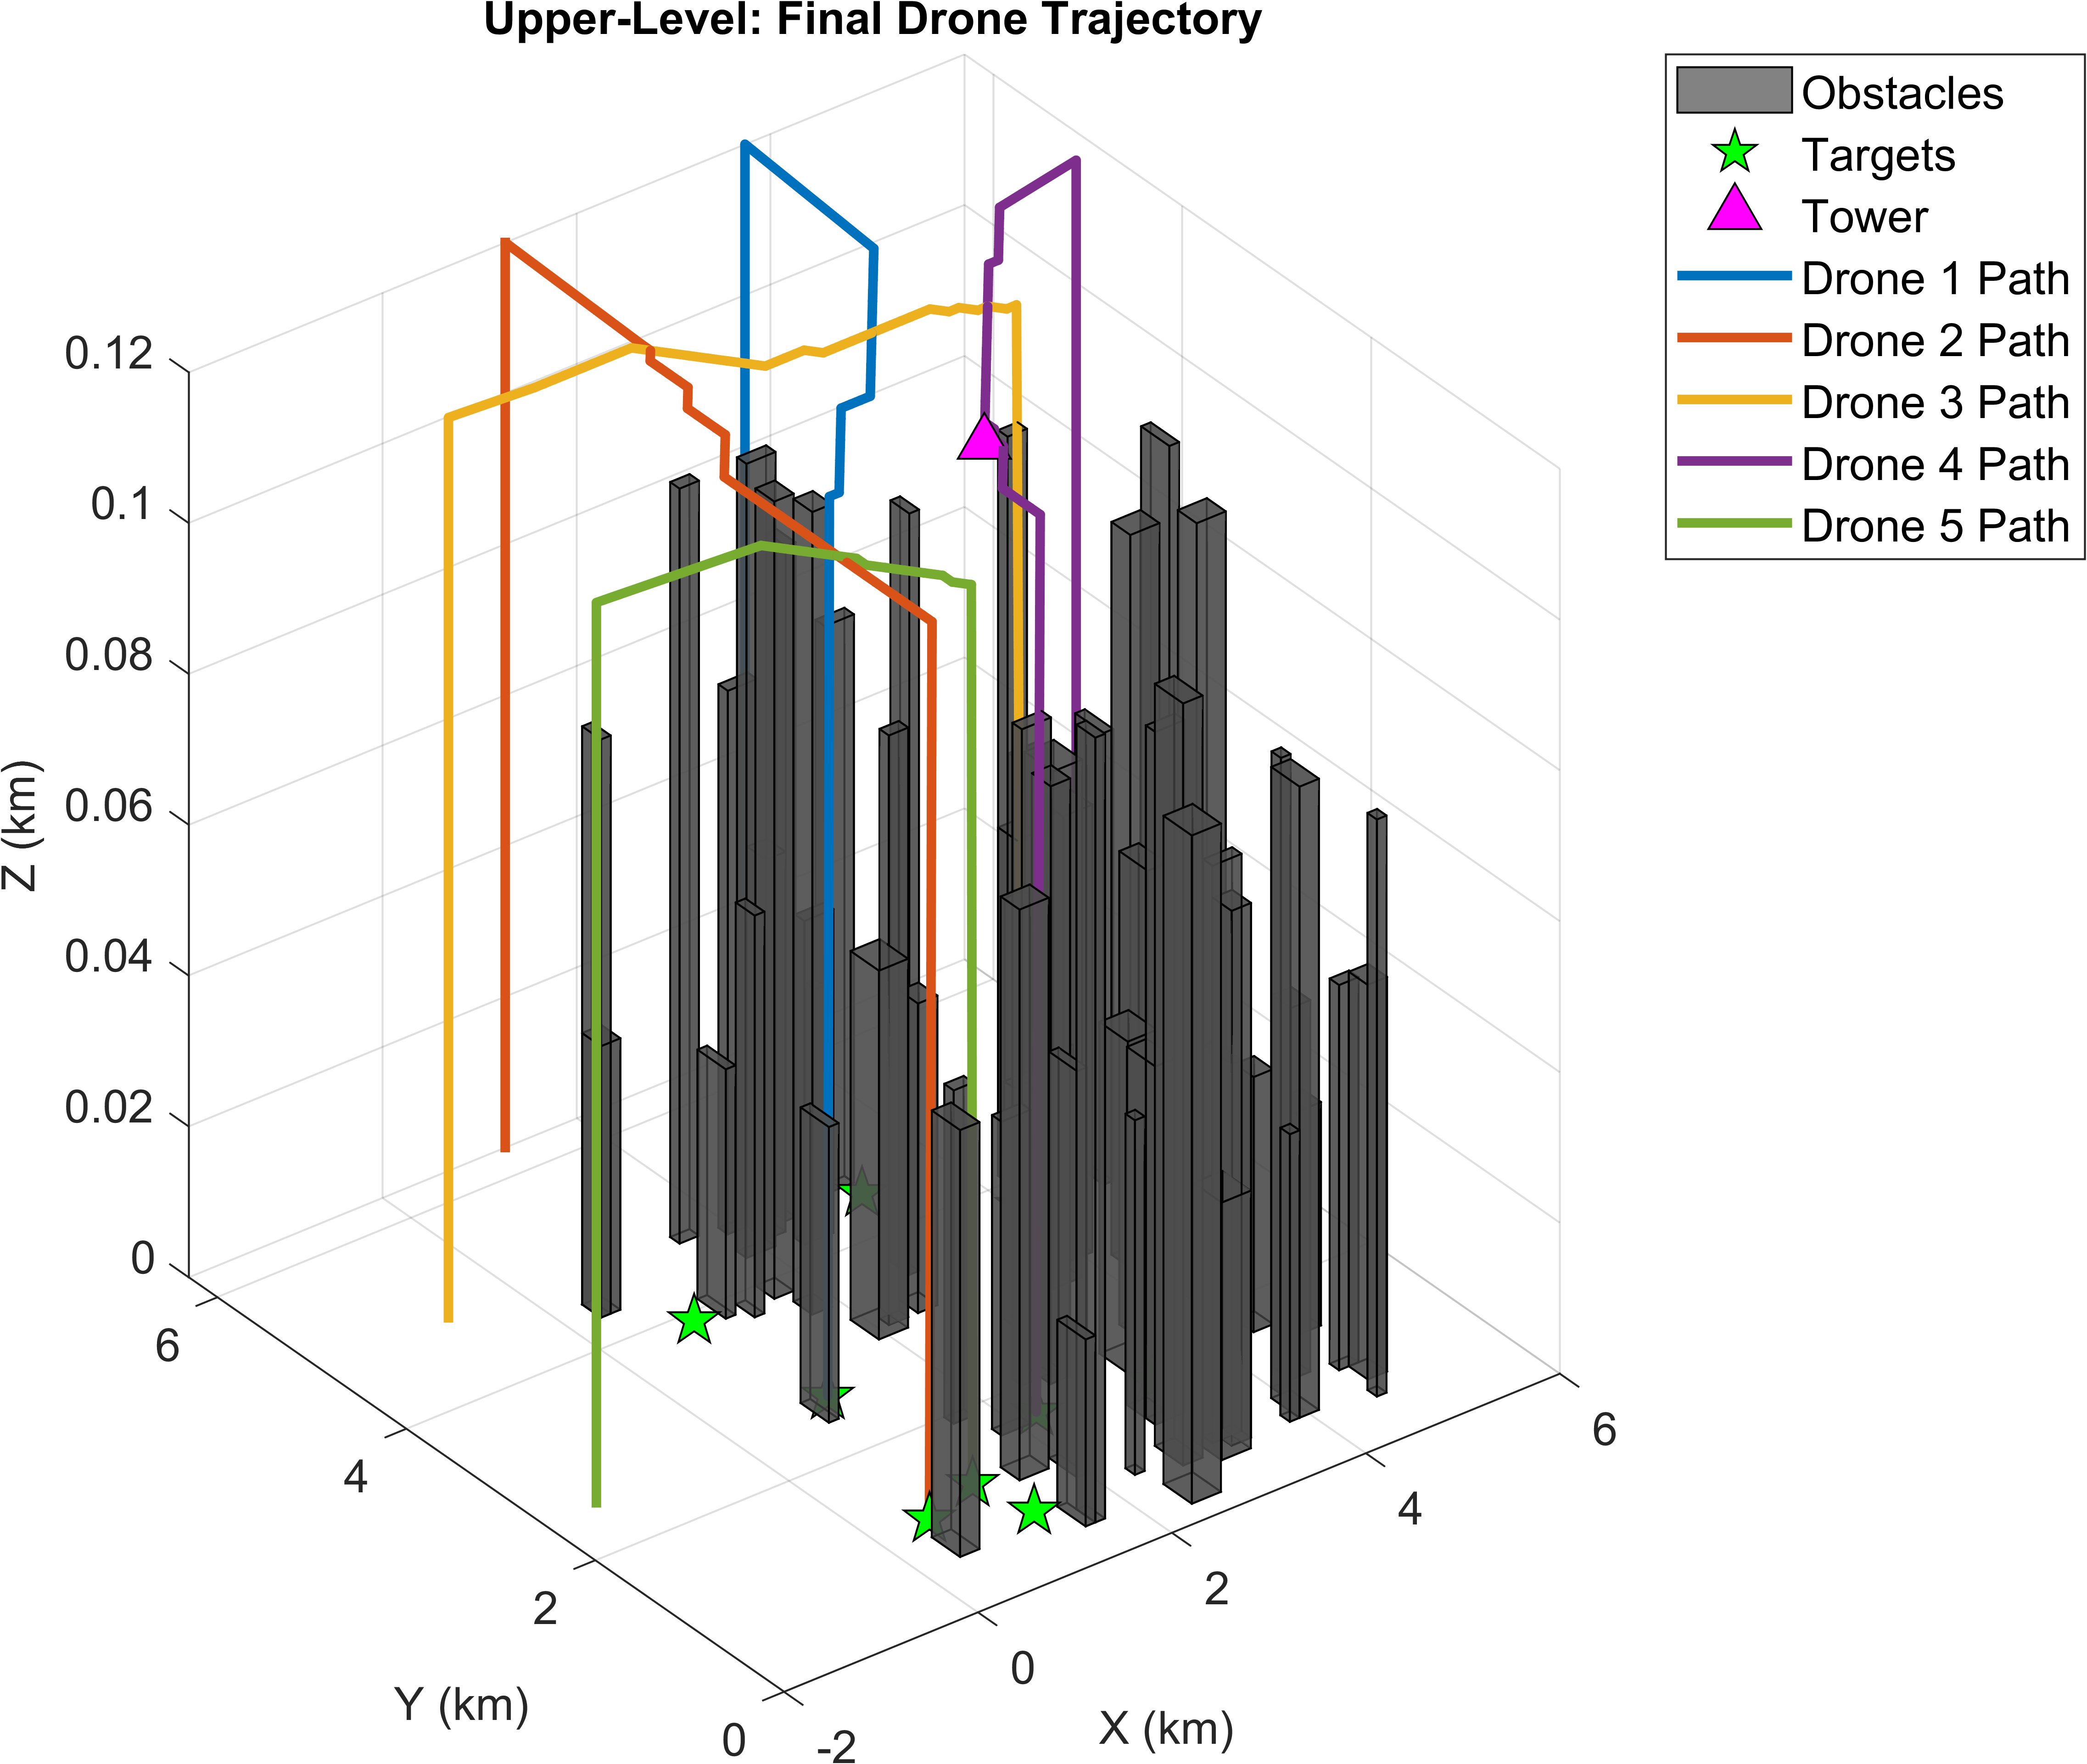 Upper-Level: Final Drone Trajectory
Obstacles
Targets
Tower
Drone 1 Path
Drone 2 Path
Drone 3 Path
Drone 4 Path
Drone 5 Path
0.12
0.1
0.08
0.06
0.04
0.02
0
Z (km)
6
4
2
0
Y (km)
-2
0
2
4
6
X (km)